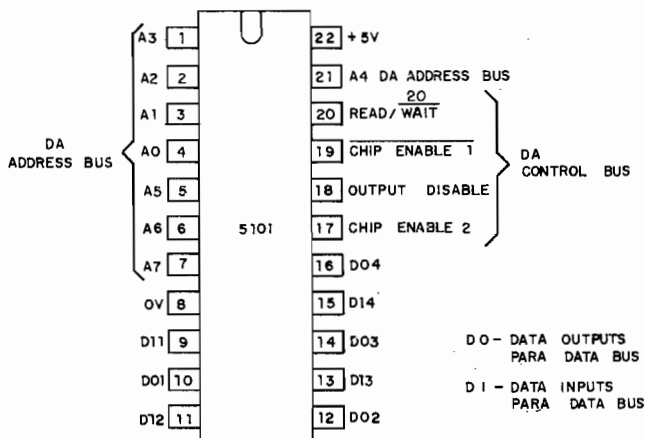 A3 1
A2 2
A1 3
A0 4
A5 5
A6 6
A7 7
0V 8
DI1 9
DO1 10
DI2 11
DA
ADDRESS BUS
5101
22 +5V
21 A4 DA ADDRESS BUS
20
20 READ/WAIT
19 CHIP ENABLE 1
18 OUTPUT DISABLE
17 CHIP ENABLE 2
16 DO4
15 DI4
14 DO3
13 DI3
12 DO2
DA
CONTROL BUS
DO - DATA OUTPUTS
PARA DATA BUS
DI - DATA INPUTS
PARA DATA BUS